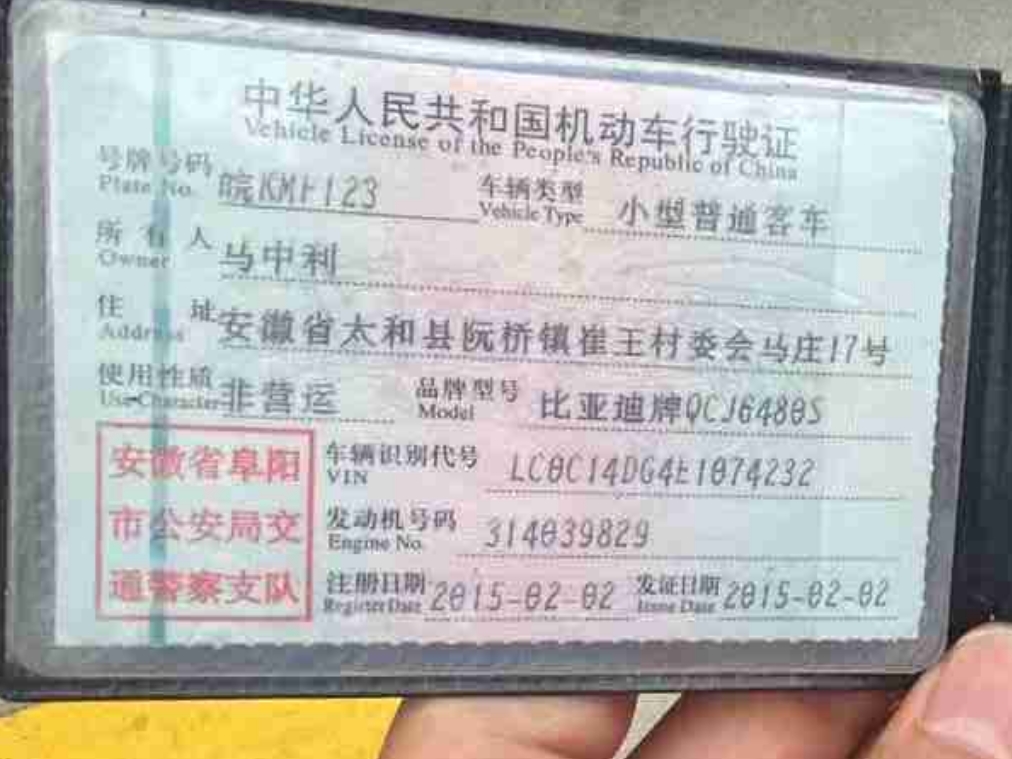 中华人民共和国机动车行驶证
Vehicle License of the People's Republic of China
号牌号码 皖KMF123 车辆类型 小型普通客车
Plate No. Vehicle Type
所有人 马中利
Owner
住址 安徽省太和县阮桥镇崔王村委会马庄17号
Address
使用性质 非营运 品牌型号 比亚迪牌QCJ6480S
Use Character Model
安徽省阜阳 车辆识别代号 LC0C14DG4E1074232
VIN
市公安局交 发动机号码 314039829
Engine No.
通警察支队 注册日期 2015-02-02 发证日期 2015-02-02
Register Date Issue Date